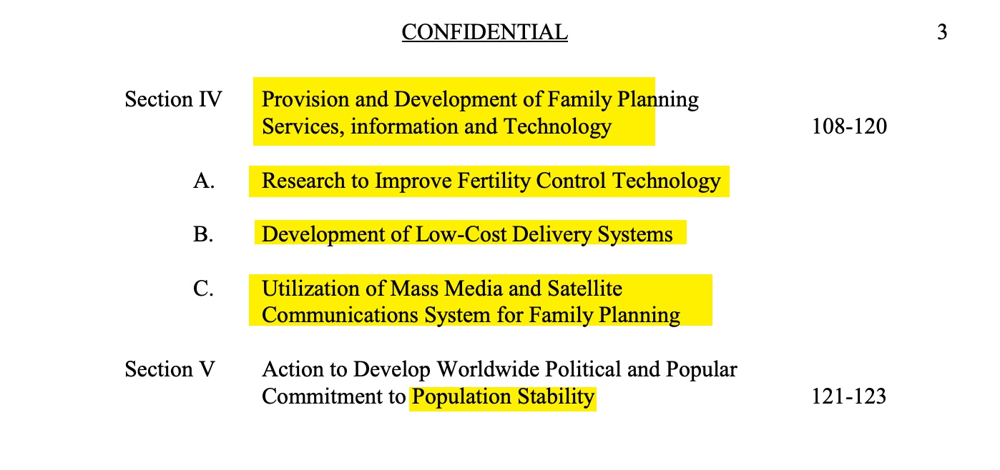 CONFIDENTIAL 3
Section IV Provision and Development of Family Planning
Services, information and Technology 108-120
A. Research to Improve Fertility Control Technology
B. Development of Low-Cost Delivery Systems
C. Utilization of Mass Media and Satellite
Communications System for Family Planning
Section V Action to Develop Worldwide Political and Popular
Commitment to Population Stability 121-123